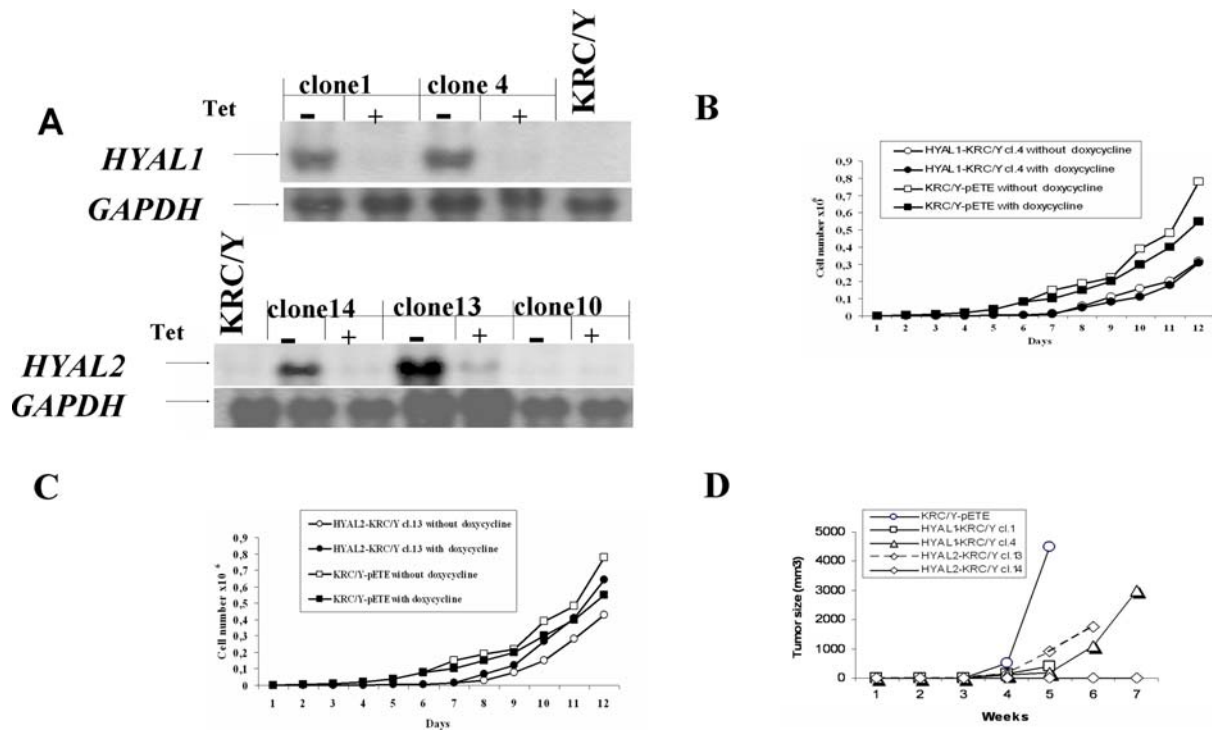 A
clone1 clone 4 KRC/Y
Tet - + - +
HYAL1
GAPDH
KRC/Y clone14 clone13 clone10
Tet - + - + - +
HYAL2
GAPDH
B
HYAL1-KRC/Y cl.4 without doxycycline
HYAL1-KRC/Y cl.4 with doxycycline
KRC/Y-pETE without doxycycline
KRC/Y-pETE with doxycycline
Cell number x10⁶
0,9
0,8
0,7
0,6
0,5
0,4
0,3
0,2
0,1
0
1 2 3 4 5 6 7 8 9 10 11 12
Days
C
HYAL2-KRC/Y cl.13 without doxycycline
HYAL2-KRC/Y cl.13 with doxycycline
KRC/Y-pETE without doxycycline
KRC/Y-pETE with doxycycline
Cell number x10⁶
0,9
0,8
0,7
0,6
0,5
0,4
0,3
0,2
0,1
0
1 2 3 4 5 6 7 8 9 10 11 12
Days
D
KRC/Y-pETE
HYAL1-KRC/Y cl.1
HYAL1-KRC/Y cl.4
HYAL2-KRC/Y cl.13
HYAL2-KRC/Y cl.14
Tumor size (mm3)
5000
4000
3000
2000
1000
0
1 2 3 4 5 6 7
Weeks